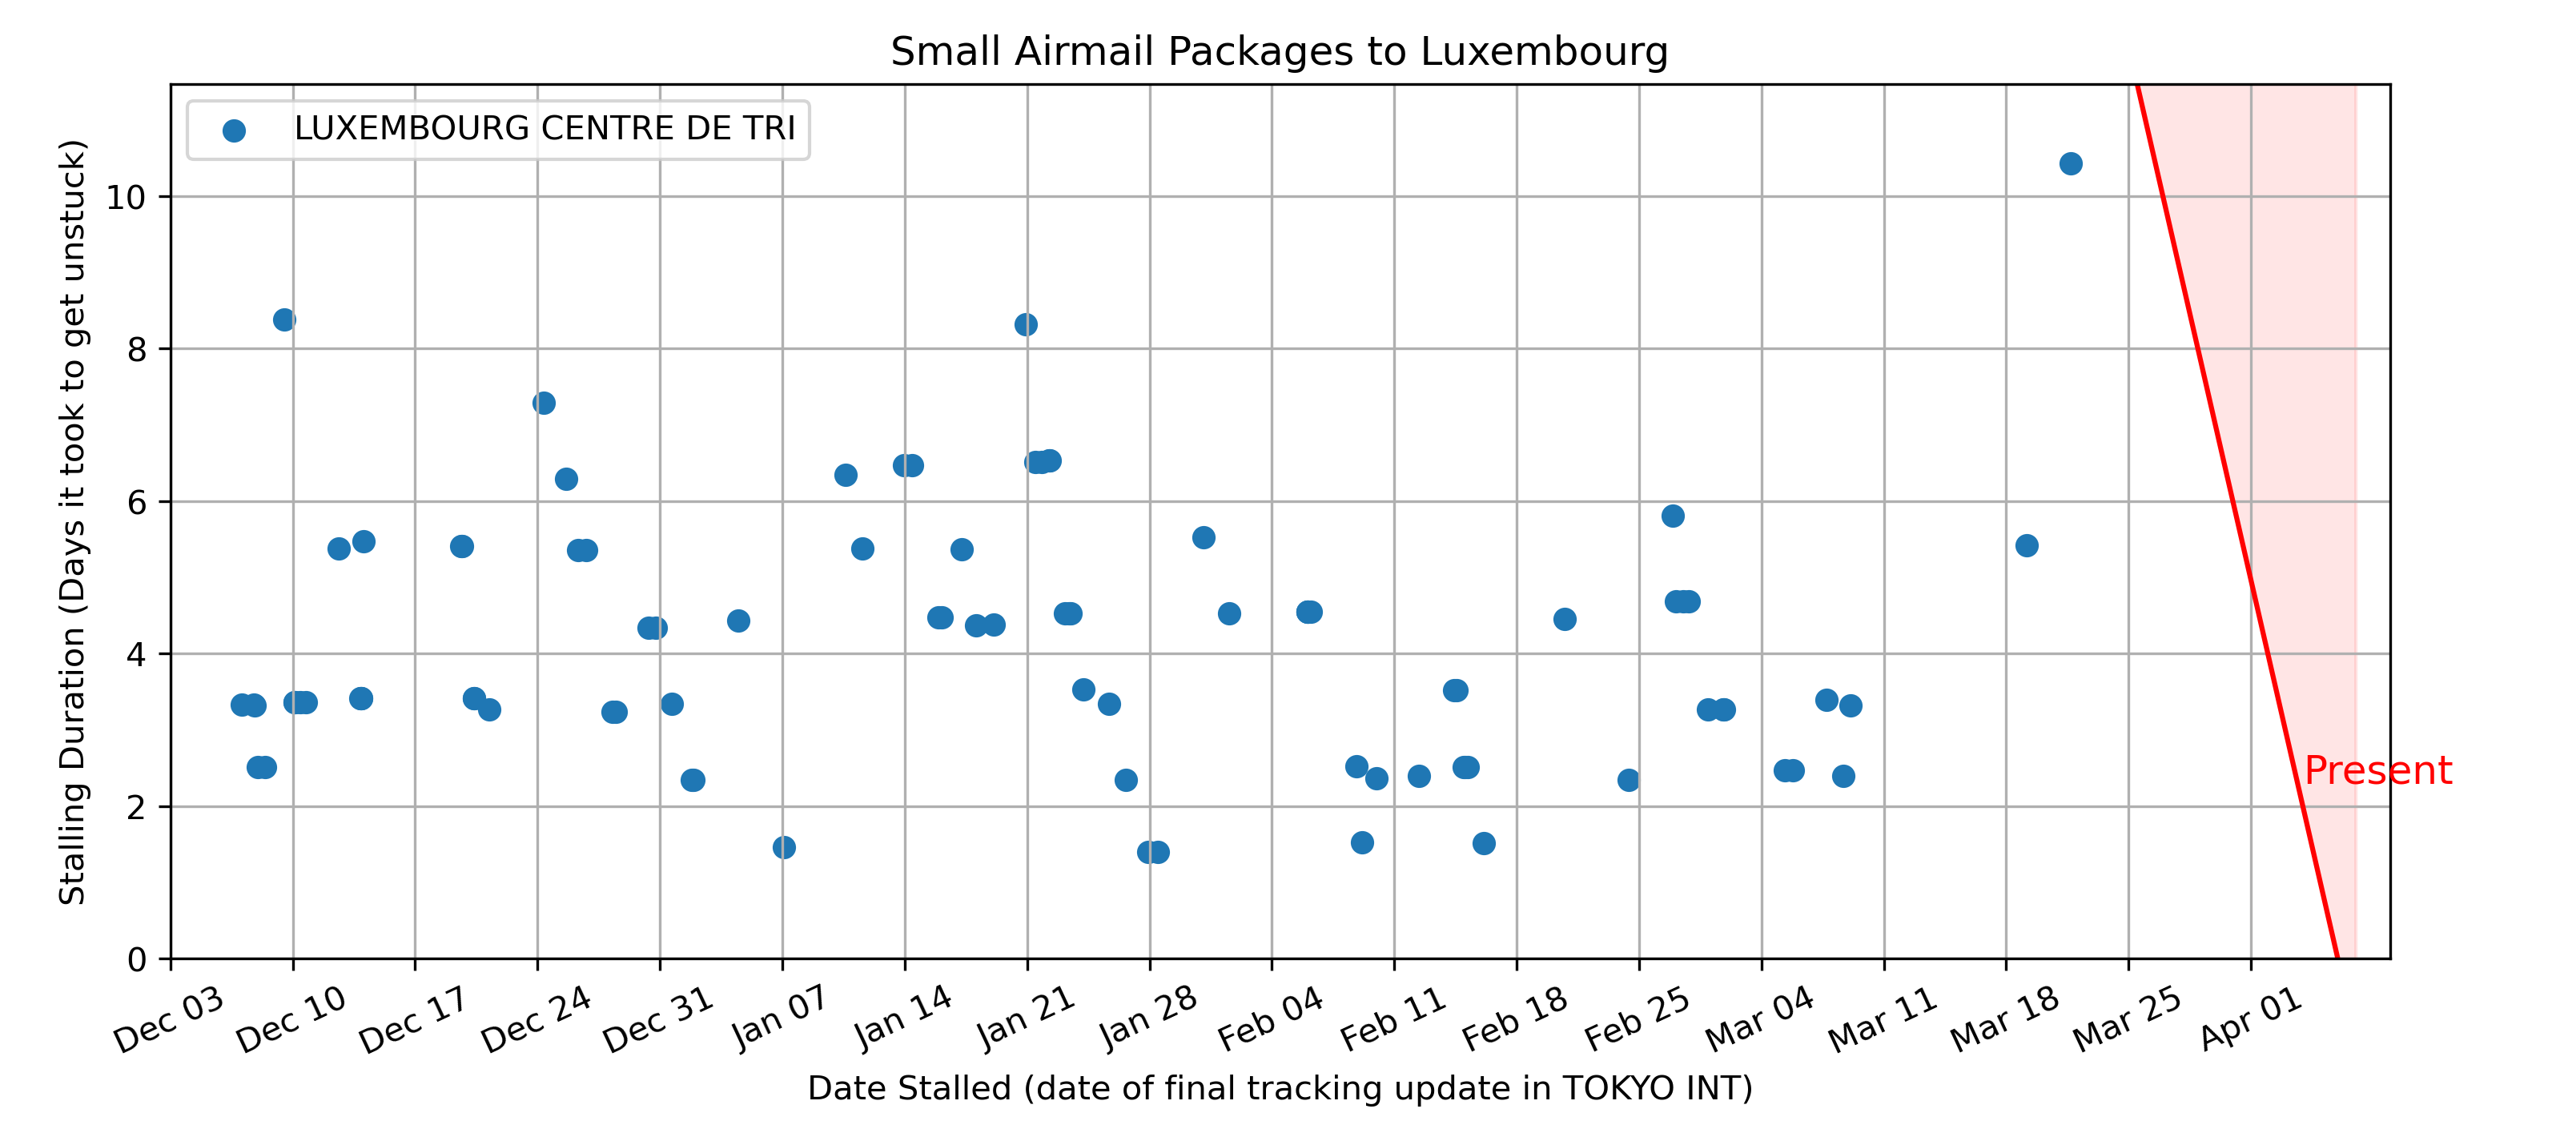 Small Airmail Packages to Luxembourg
LUXEMBOURG CENTRE DE TRI
Stalling Duration (Days it took to get unstuck)
10
8
6
4
2
0
Present
Dec 03
Dec 10
Dec 17
Dec 24
Dec 31
Jan 07
Jan 14
Jan 21
Jan 28
Feb 04
Feb 11
Feb 18
Feb 25
Mar 04
Mar 11
Mar 18
Mar 25
Apr 01
Date Stalled (date of final tracking update in TOKYO INT)